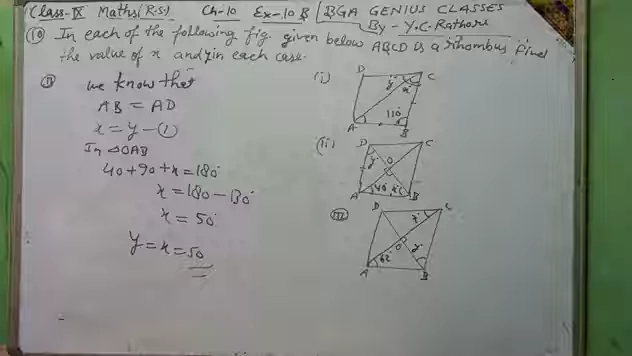 Class-IX Maths (R.S.) Ch-10 Ex-10 B BGA GENIUS CLASSES
By - Y.C. Rathore
(10) In each of the following fig given below ABCD is a rhombus find
the value of x and y in each case.
(ii) we know that
AB = AD
x = y -(1)
In △OAB
40+90+x=180°
x = 180-130°
x = 50°
y = x = 50
(i)
D C
y x
110°
A B
(ii)
D C
y O
40° x
A B
(iii)
D C
x
O y
62°
A B